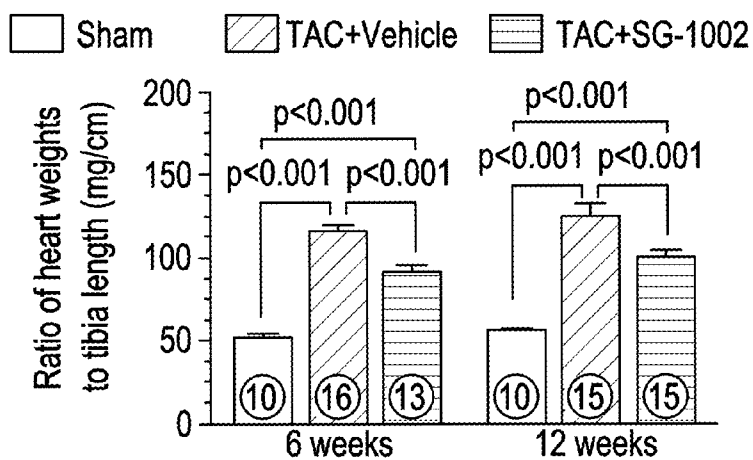 Sham TAC+Vehicle TAC+SG-1002
Ratio of heart weights
to tibia length (mg/cm)
200
150
100
50
0
p<0.001
p<0.001 p<0.001
10 16 13
6 weeks
p<0.001
p<0.001 p<0.001
10 15 15
12 weeks